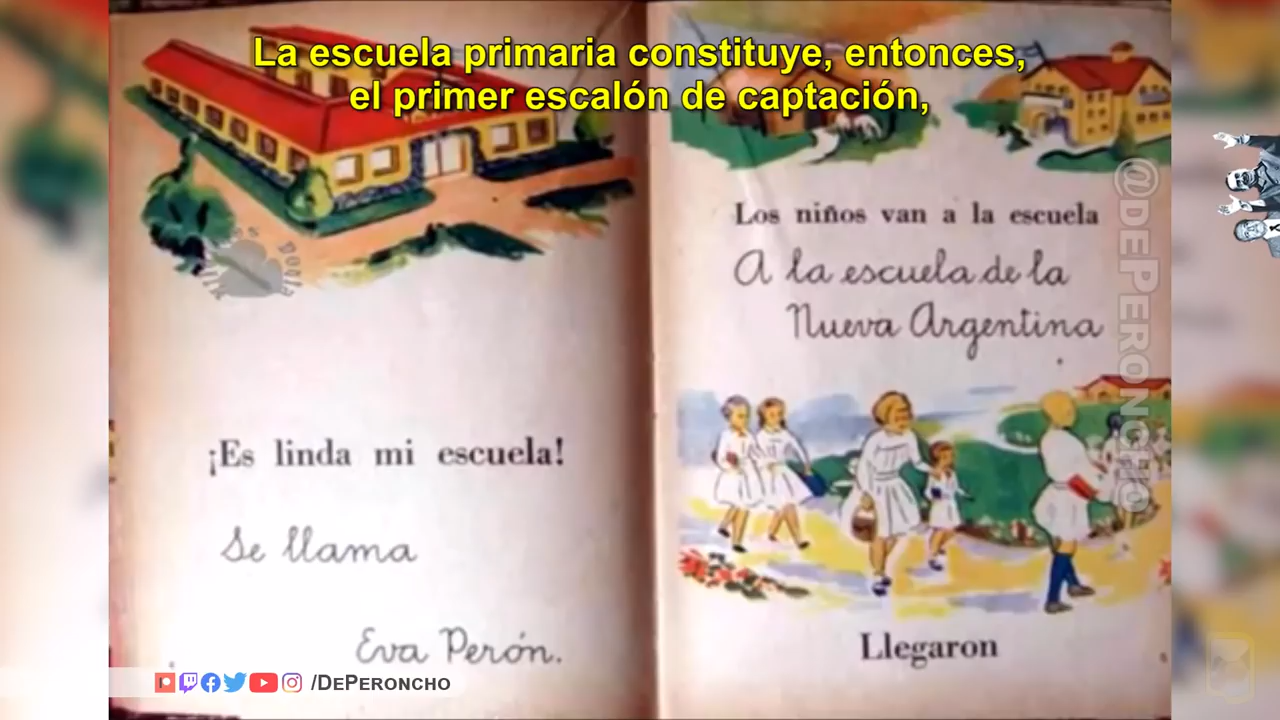 La escuela primaria constituye, entonces,
el primer escalón de captación,
¡Es linda mi escuela!
Se llama
Eva Perón.
Los niños van a la escuela
A la escuela de la
Nueva Argentina
Llegaron
@DEPERONCHO
/DEPERONCHO